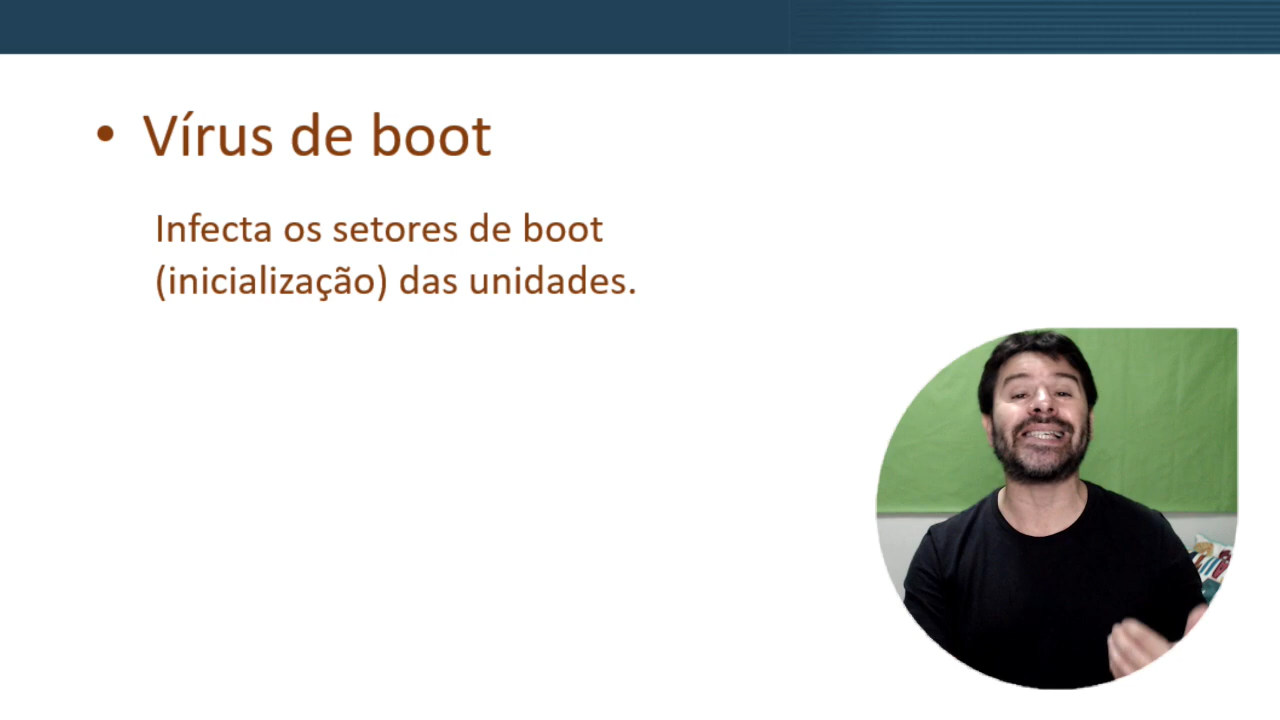 • Vírus de boot
Infecta os setores de boot
(inicialização) das unidades.